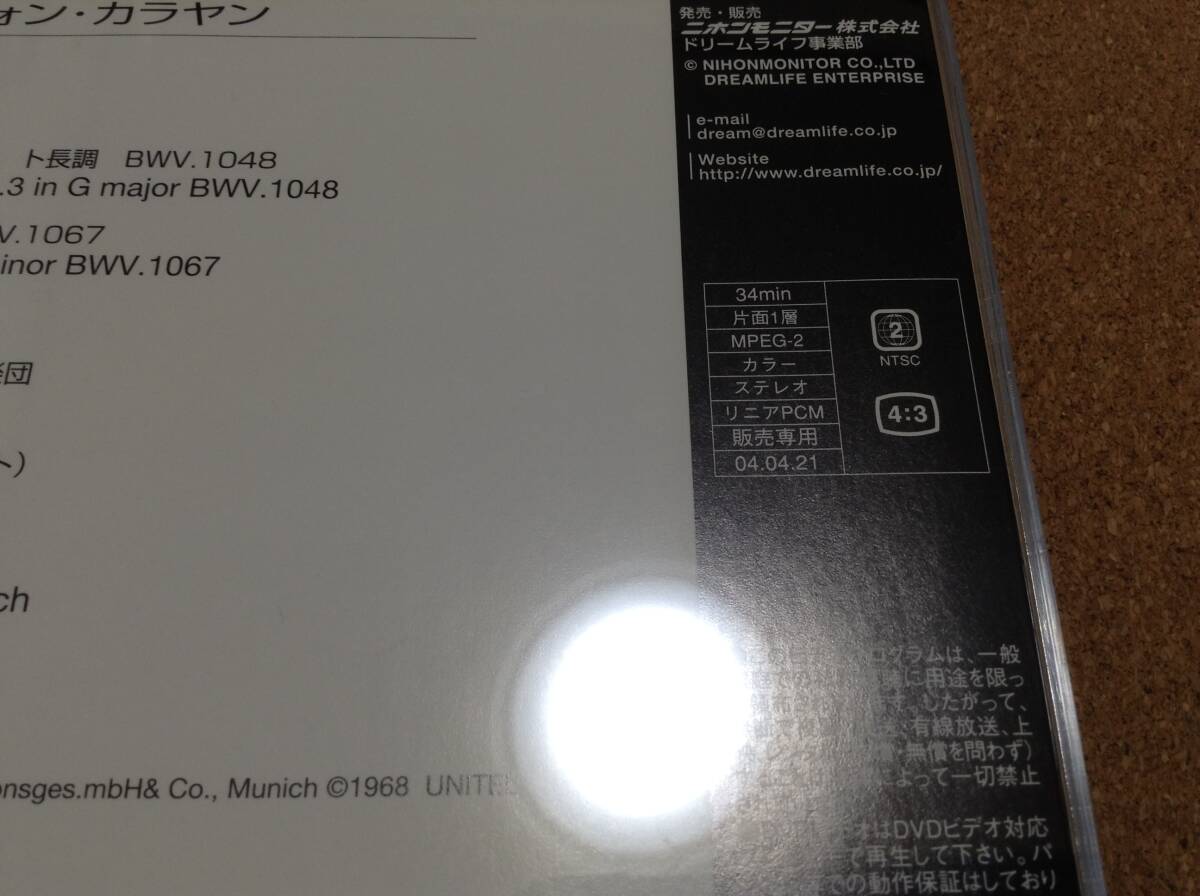 ォン・カラヤン
ト長調 BWV.1048
.3 in G major BWV.1048
V.1067
inor BWV.1067
団
ト)
ch
onsges.mbH& Co., Munich ©1968 UNITEL
発売・販売
ニホンモニター株式会社
ドリームライフ事業部
© NIHONMONITOR CO.,LTD
DREAMLIFE ENTERPRISE
e-mail
dream@dreamlife.co.jp
Website
http://www.dreamlife.co.jp/
34min
片面1層
MPEG-2
カラー
ステレオ
リニアPCM
販売専用
04.04.21
2
NTSC
4:3
ログラムは、一般
に用途を限っ
す。したがって、
有線放送、上
・無償を問わず)
よって一切禁止
オはDVDビデオ対応
で再生して下さい。パ
での動作保証はしており